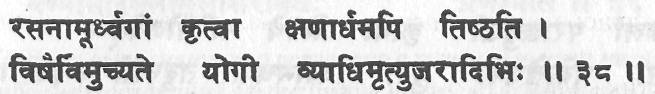 रसनामूर्ध्वगां कृत्वा क्षणार्धमपि तिष्ठति ।
विषैर्विमुच्यते योगी व्याधिमृत्युजरादिभिः ॥ ३८ ॥